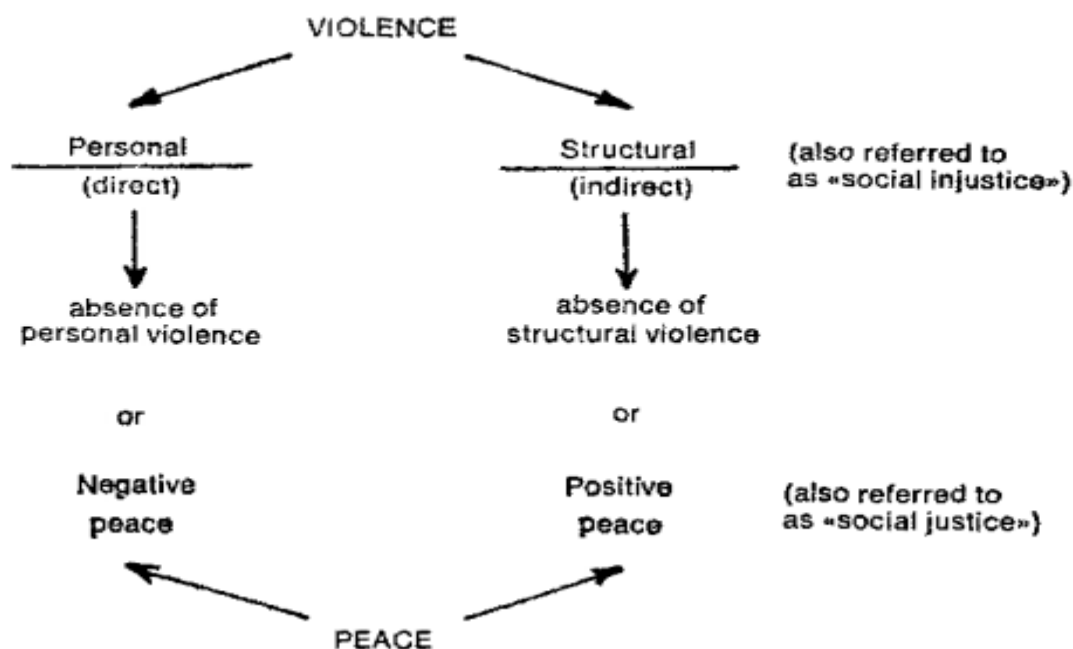 VIOLENCE
Personal
(direct)
Structural
(indirect)
(also referred to
as «social injustice»)
absence of
personal violence
absence of
structural violence
or
or
Negative
peace
Positive
peace
(also referred to
as «social justice»)
PEACE